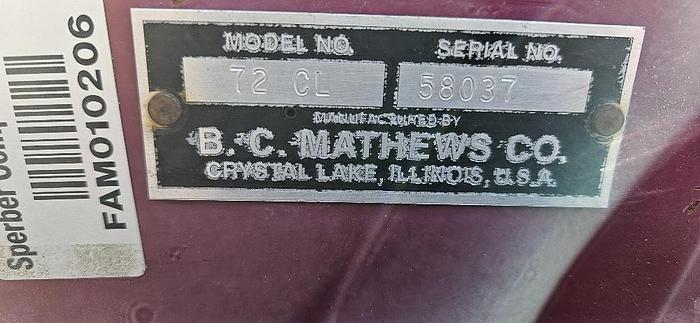 MODEL NO. SERIAL NO.
72 CL 58037
MANUFACTURED BY
B. C. MATHEWS CO.
CRYSTAL LAKE, ILLINOIS, U.S.A.
Sperber
FAM010206